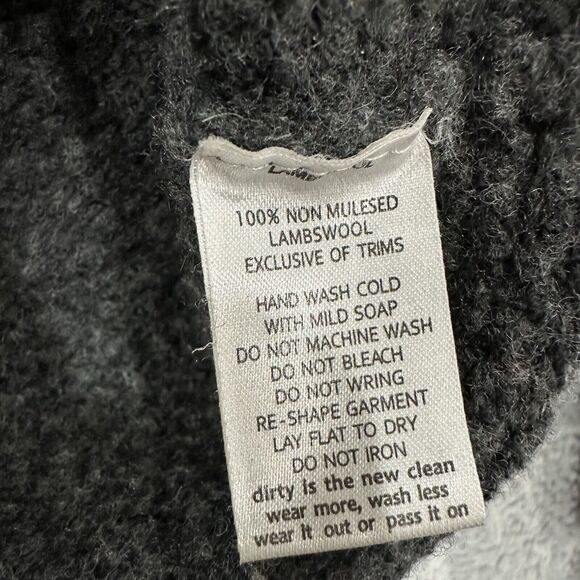 100% NON MULESED
LAMBSWOOL
EXCLUSIVE OF TRIMS
HAND WASH COLD
WITH MILD SOAP
DO NOT MACHINE WASH
DO NOT BLEACH
DO NOT WRING
RE-SHAPE GARMENT
LAY FLAT TO DRY
DO NOT IRON
dirty is the new clean
wear more, wash less
wear it out or pass it on